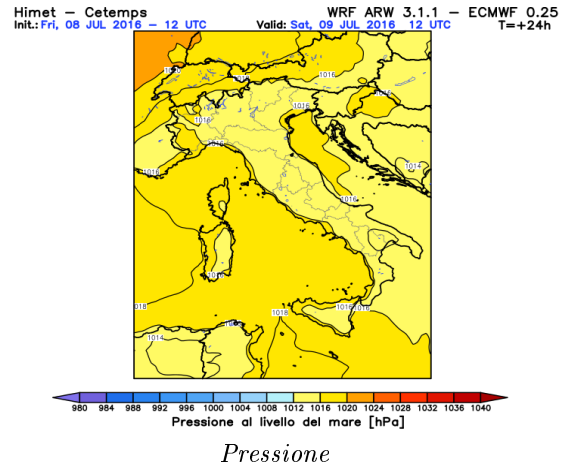 Himet – Cetemps WRF ARW 3.1.1 – ECMWF 0.25
Init.: Fri, 08 JUL 2016 – 12 UTC Valid: Sat, 09 JUL 2016 – 12 UTC T=+24h
1016
1016
1016
1016
1014
1016
1016
1018
1016
1018
1014
980 984 988 992 996 1000 1004 1008 1012 1016 1020 1024 1028 1032 1036 1040
Pressione al livello del mare [hPa]
Pressione